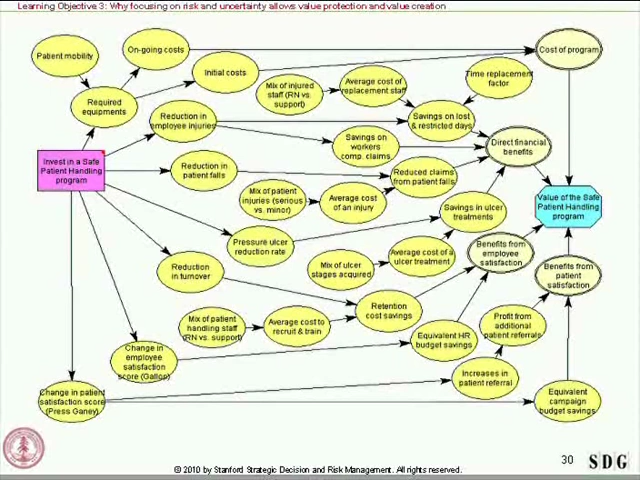 Learning Objective 3: Why focusing on risk and uncertainty allows value protection and value creation
Patient mobility
On-going costs
Cost of program
Initial costs
Required
equipments
Mix of injured
staff (RN vs.
support)
Average cost of
replacement staff
Time replacement
factor
Reduction in
employee injuries
Savings on lost
& restricted days
Savings on
workers
comp. claims
Direct financial
benefits
Invest in a Safe
Patient Handling
program
Reduction in
patient falls
Reduced claims
from patient falls
Mix of patient
injuries (serious
vs. minor)
Average cost of
an injury
Savings in ulcer
treatments
Value of the Safe
Patient Handling
program
Pressure ulcer
reduction rate
Benefits from
employee
satisfaction
Mix of ulcer
stages acquired
Average cost of a
ulcer treatment
Reduction
in turnover
Benefits from
patient
satisfaction
Retention
cost savings
Mix of patient
handling staff
(RN vs. support)
Average cost to
recruit & train
Profit from
additional
patient referrals
Equivalent HR
budget savings
Change in
employee
satisfaction
score (Gallop)
Increases in
patient referral
Change in patient
satisfaction score
(Press Ganey)
Equivalent
campaign
budget savings
30
SDG
© 2010 by Stanford Strategic Decision and Risk Management. All rights reserved.